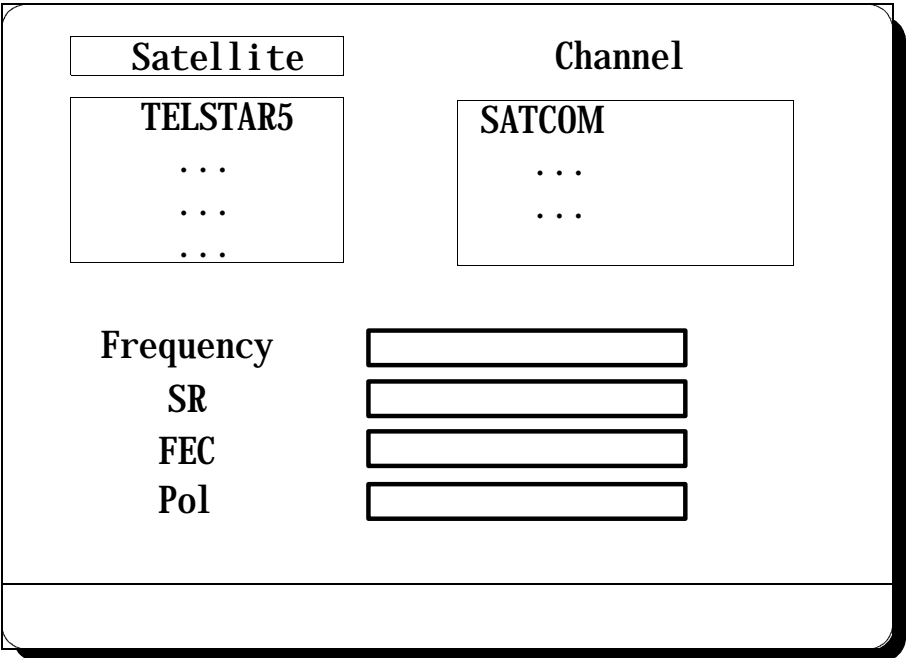 Satellite
Channel
TELSTAR5
SATCOM
...
...
...
...
...
Frequency
SR
FEC
Pol